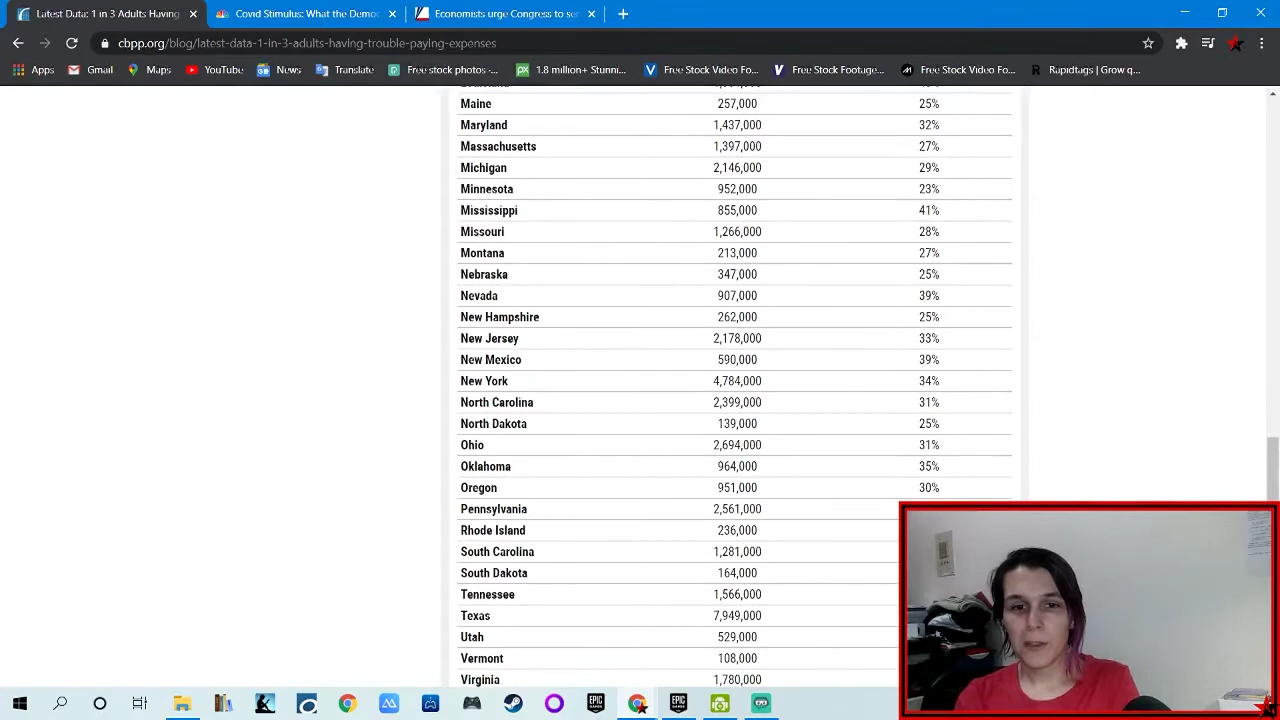 Latest Data: 1 in 3 Adults Having
Covid Stimulus: What the Democ
Economists urge Congress to ser
cbpp.org/blog/latest-data-1-in-3-adults-having-trouble-paying-expenses
Apps Gmail Maps YouTube News Translate Free stock photos -... 1.8 million+ Stunni... Free Stock Video Fo... Free Stock Footage... Free Stock Video Fo... Rapidtags | Grow q...
Maine 257,000 25%
Maryland 1,437,000 32%
Massachusetts 1,397,000 27%
Michigan 2,146,000 29%
Minnesota 952,000 23%
Mississippi 855,000 41%
Missouri 1,266,000 28%
Montana 213,000 27%
Nebraska 347,000 25%
Nevada 907,000 39%
New Hampshire 262,000 25%
New Jersey 2,178,000 33%
New Mexico 590,000 39%
New York 4,784,000 34%
North Carolina 2,399,000 31%
North Dakota 139,000 25%
Ohio 2,694,000 31%
Oklahoma 964,000 35%
Oregon 951,000 30%
Pennsylvania 2,561,000
Rhode Island 236,000
South Carolina 1,281,000
South Dakota 164,000
Tennessee 1,566,000
Texas 7,949,000
Utah 529,000
Vermont 108,000
Virginia 1,780,000
EPIC GAMES
EPIC GAMES